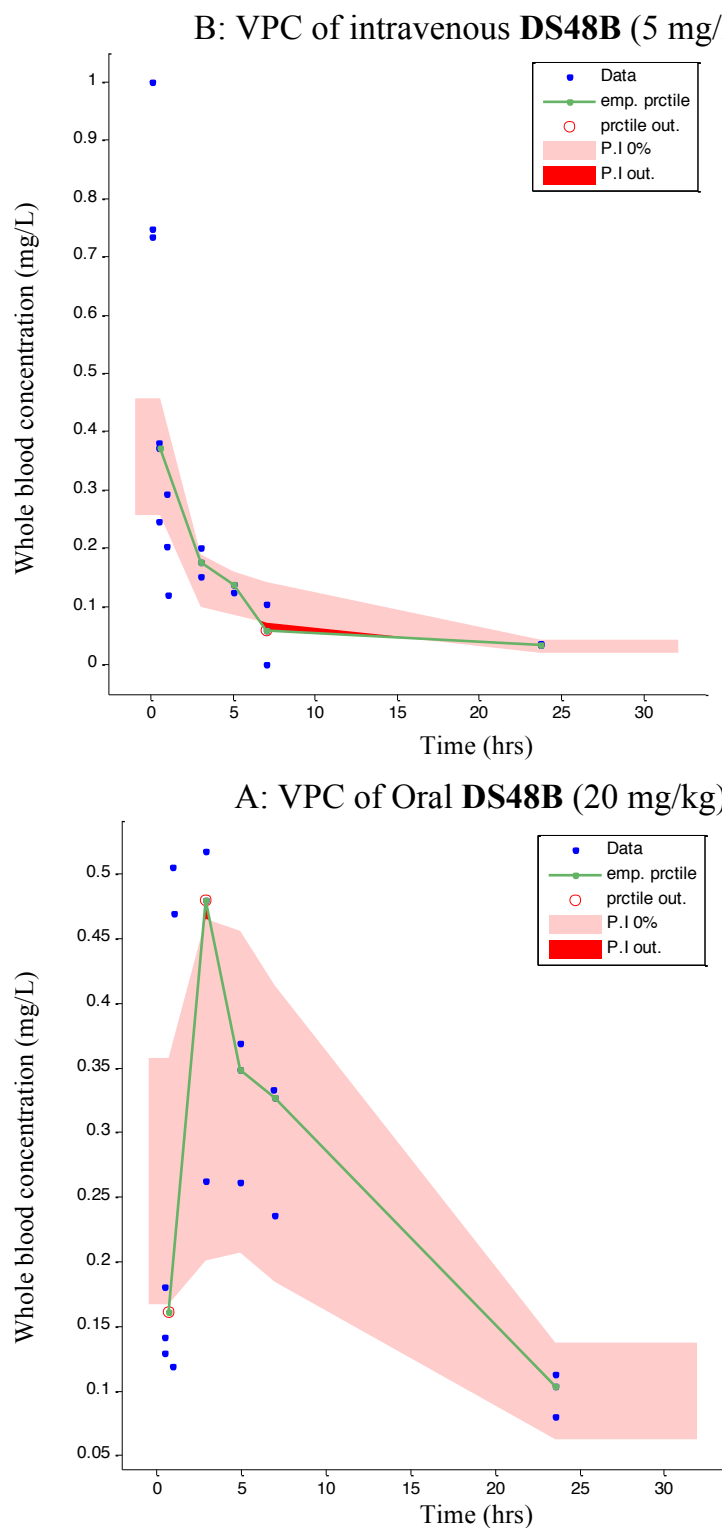 B: VPC of intravenous DS48B (5 mg/
Whole blood concentration (mg/L)
1
0.9
0.8
0.7
0.6
0.5
0.4
0.3
0.2
0.1
0
Data
emp. prctile
prctile out.
P.I 0%
P.I out.
0 5 10 15 20 25 30
Time (hrs)
A: VPC of Oral DS48B (20 mg/kg)
Whole blood concentration (mg/L)
0.5
0.45
0.4
0.35
0.3
0.25
0.2
0.15
0.1
0.05
Data
emp. prctile
prctile out.
P.I 0%
P.I out.
0 5 10 15 20 25 30
Time (hrs)